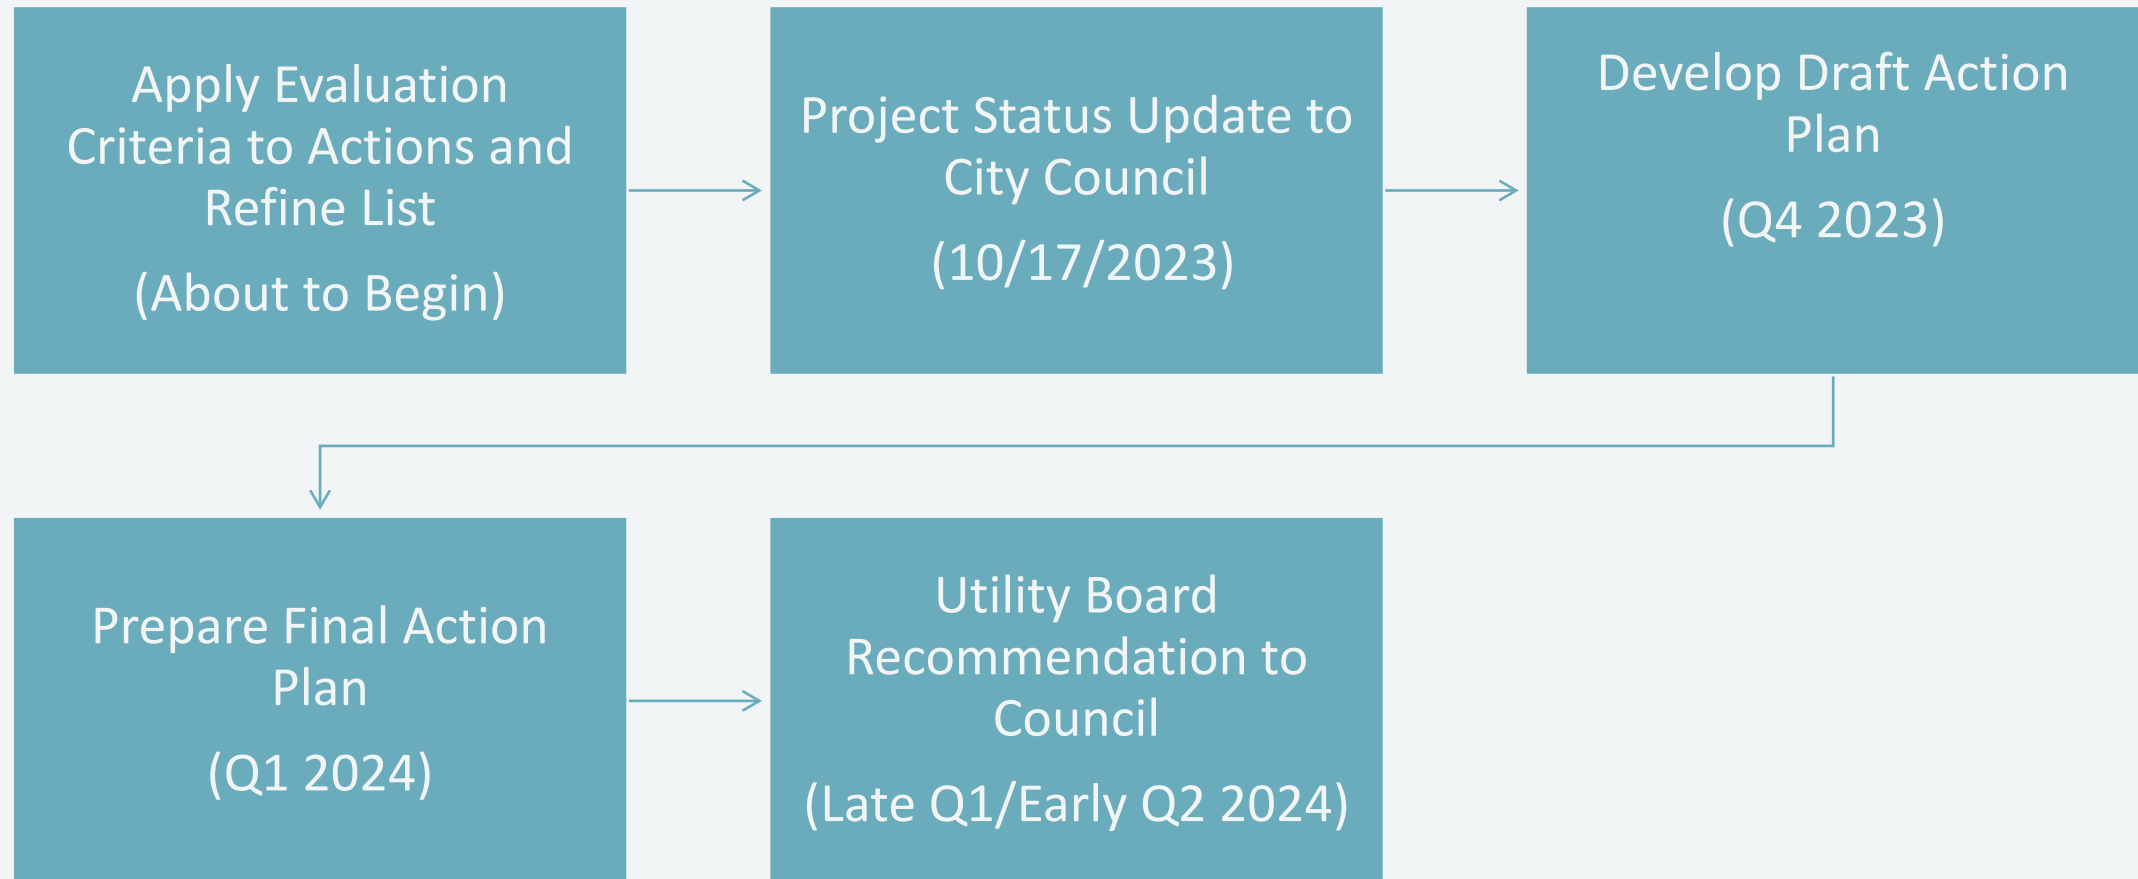 Apply Evaluation
Criteria to Actions and
Refine List
(About to Begin)
Project Status Update to
City Council
(10/17/2023)
Develop Draft Action
Plan
(Q4 2023)
Prepare Final Action
Plan
(Q1 2024)
Utility Board
Recommendation to
Council
(Late Q1/Early Q2 2024)